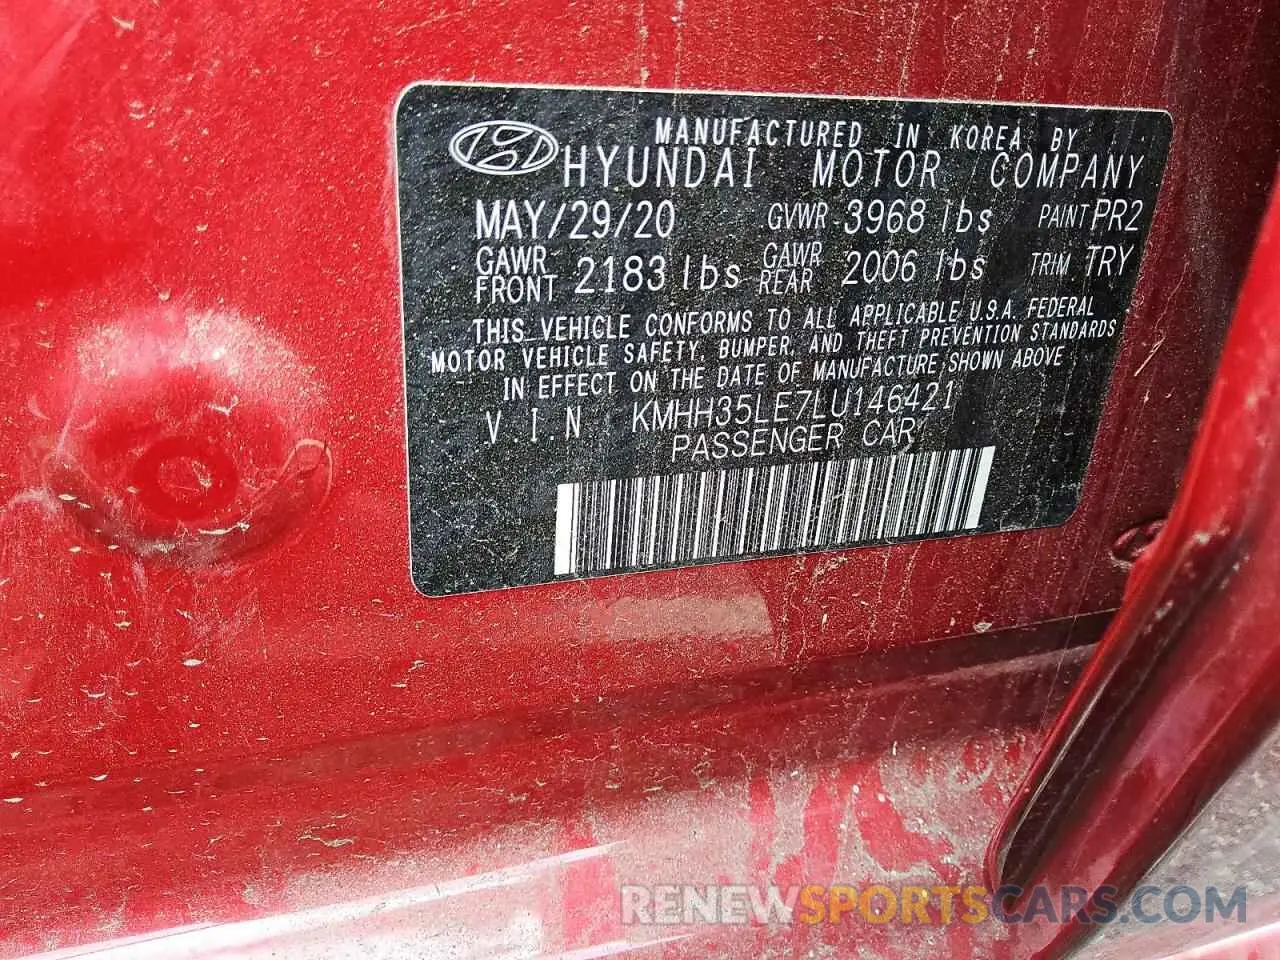 MANUFACTURED IN KOREA BY
HYUNDAI MOTOR COMPANY
MAY/29/20 GVWR 3968 lbs PAINT PR2
GAWR FRONT 2183 lbs GAWR REAR 2006 lbs TRIM TRY
THIS VEHICLE CONFORMS TO ALL APPLICABLE U.S.A. FEDERAL
MOTOR VEHICLE SAFETY, BUMPER, AND THEFT PREVENTION STANDARDS
IN EFFECT ON THE DATE OF MANUFACTURE SHOWN ABOVE
V.I.N KMHH35LE7LU146421
PASSENGER CAR
RENEWSPORTSCARS.COM